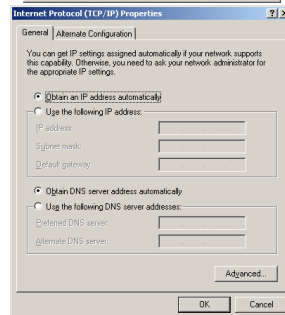 Internet Protocol (TCP/IP) Properties
General
Alternate Configuration
You can get IP settings assigned automatically if your network supports
this capability. Otherwise, you need to ask your network administrator for
the appropriate IP settings.
Obtain an IP address automatically
Use the following IP address:
IP address:
Subnet mask:
Default gateway:
Obtain DNS server address automatically
Use the following DNS server addresses:
Preferred DNS server:
Alternate DNS server:
Advanced...
OK
Cancel